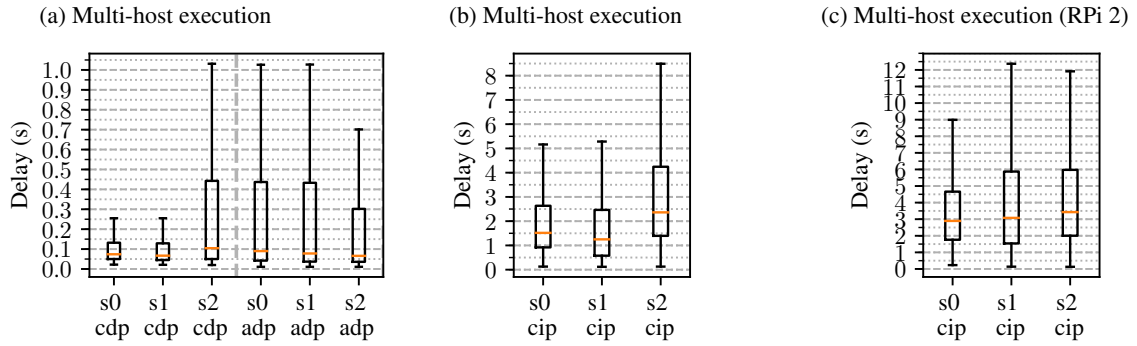 (a) Multi-host execution
Delay (s)
1.0
0.9
0.8
0.7
0.6
0.5
0.4
0.3
0.2
0.1
0.0
s0 s1 s2 s0 s1 s2
cdp cdp cdp adp adp adp
(b) Multi-host execution
Delay (s)
8
7
6
5
4
3
2
1
0
s0 s1 s2
cip cip cip
(c) Multi-host execution (RPi 2)
Delay (s)
12
11
10
9
8
7
6
5
4
3
2
1
0
s0 s1 s2
cip cip cip